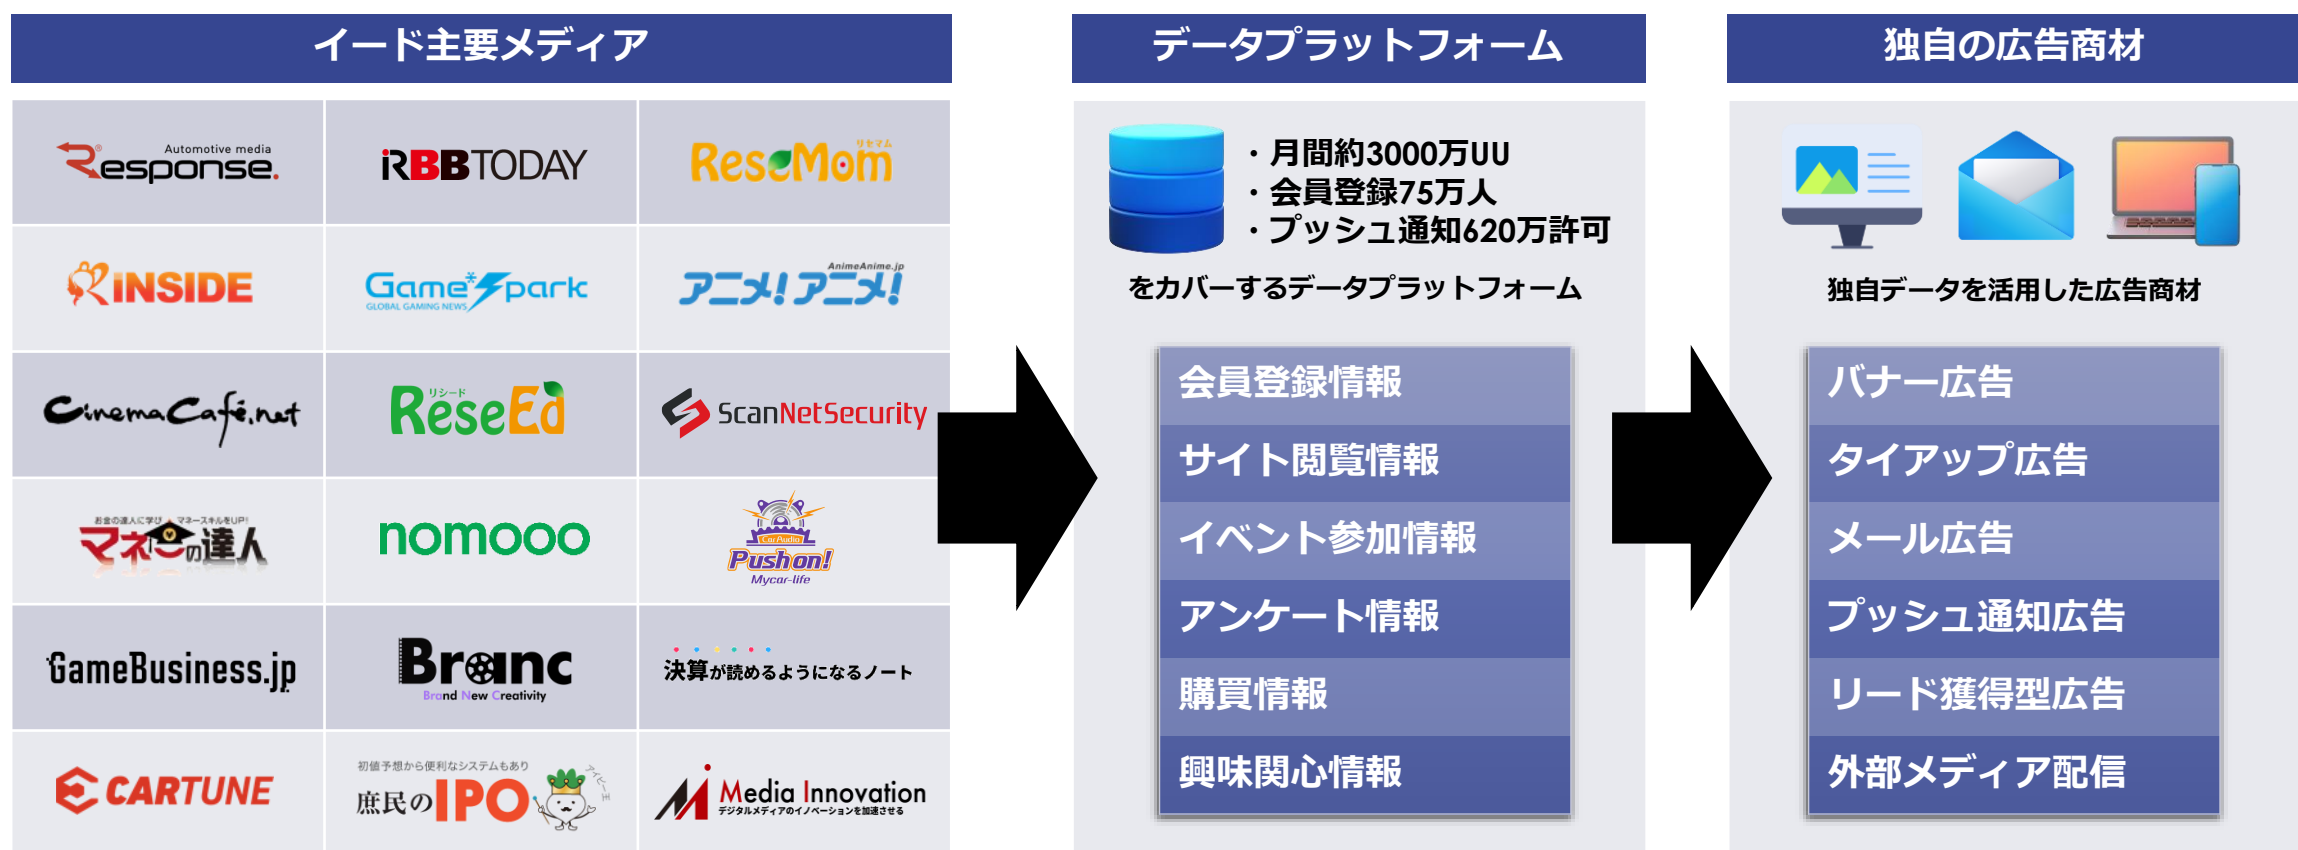 イード主要メディア
Automotive media
Response.
iRBBTODAY
リセマム
ReseMom
iNSIDE
Game*Spark
GLOBAL GAMING NEWS
AnimeAnime.jp
アニメ!アニメ!
CinemaCafé.net
リシード
ReseEd
ScanNetSecurity
お金の達人に学び、マネースキルをUP!
マネーの達人
nomooo
Car Audio
Push on!
Mycar-life
GameBusiness.jp
Branc
Brand New Creativity
決算が読めるようになるノート
CARTUNE
初値予想から便利なシステムもあり
庶民のIPO
アイピー王
Media Innovation
デジタルメディアのイノベーションを加速させる
データプラットフォーム
・月間約3000万UU
・会員登録75万人
・プッシュ通知620万許可
をカバーするデータプラットフォーム
会員登録情報
サイト閲覧情報
イベント参加情報
アンケート情報
購買情報
興味関心情報
独自の広告商材
独自データを活用した広告商材
バナー広告
タイアップ広告
メール広告
プッシュ通知広告
リード獲得型広告
外部メディア配信